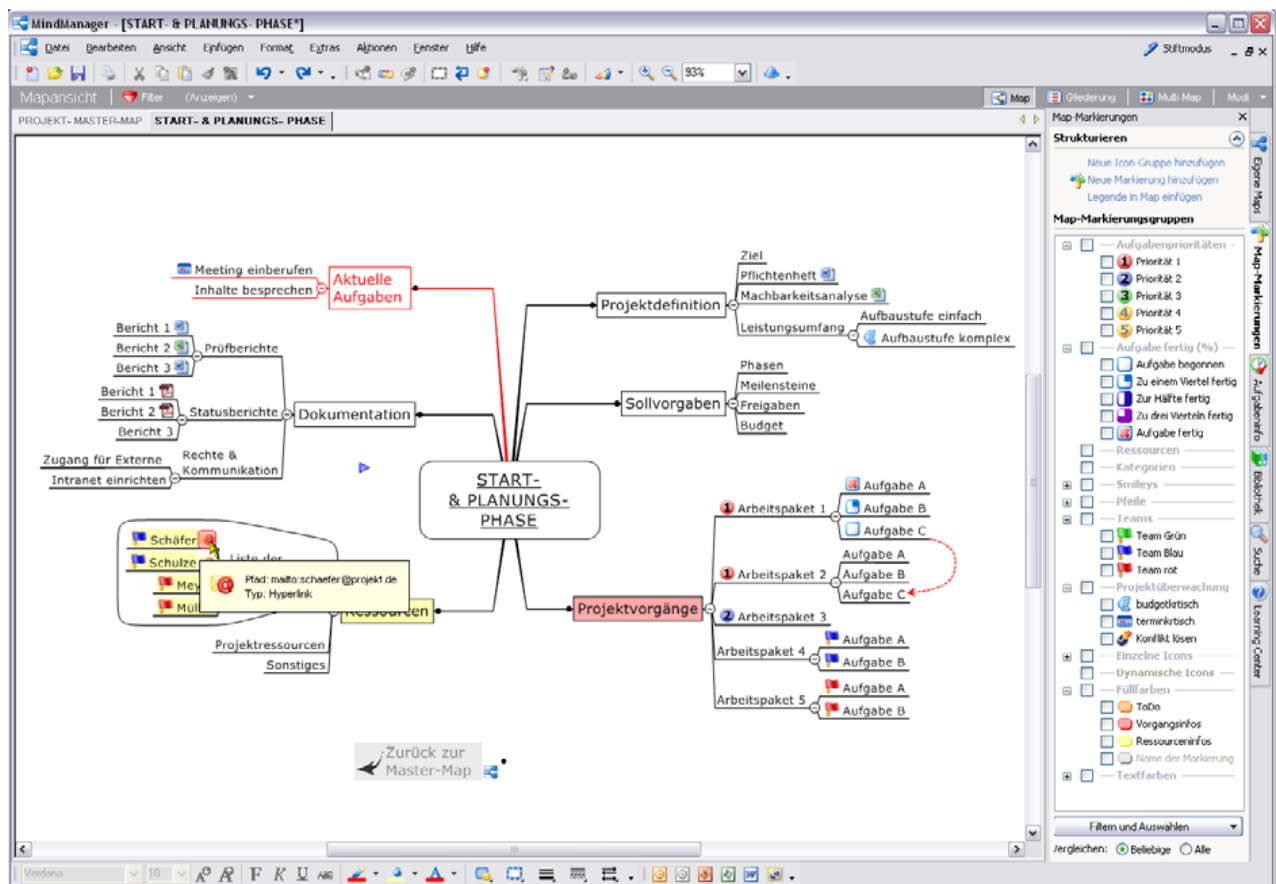 MindManager - [START- & PLANUNGS- PHASE*]
Datei Bearbeiten Ansicht Einfügen Format Extras Aktionen Fenster Hilfe Stiftmodus
93%
Mapansicht Filter (Anzeigen) Map Gliederung Multi-Map Modi
PROJEKT- MASTER-MAP START- & PLANUNGS- PHASE
Meeting einberufen
Inhalte besprechen
Aktuelle
Aufgaben
Bericht 1
Bericht 2
Bericht 3
Prüfberichte
Bericht 1
Bericht 2
Bericht 3
Statusberichte
Dokumentation
Zugang für Externe
Intranet einrichten
Rechte &
Kommunikation
START-
& PLANUNGS-
PHASE
Schäfer
Schulze
Liste der
Pfad: mailto:schaefer@projekt.de
Typ: Hyperlink
Ressourcen
Projektressourcen
Sonstiges
Zurück zur
Master-Map
Projektdefinition
Ziel
Pflichtenheft
Machbarkeitsanalyse
Leistungsumfang
Aufbaustufe einfach
Aufbaustufe komplex
Sollvorgaben
Phasen
Meilensteine
Freigaben
Budget
Projektvorgänge
1 Arbeitspaket 1
Aufgabe A
Aufgabe B
Aufgabe C
1 Arbeitspaket 2
Aufgabe A
Aufgabe B
Aufgabe C
2 Arbeitspaket 3
Arbeitspaket 4
Aufgabe A
Aufgabe B
Arbeitspaket 5
Aufgabe A
Aufgabe B
Map-Markierungen
Strukturieren
Neue Icon-Gruppe hinzufügen
Neue Markierung hinzufügen
Legende in Map einfügen
Map-Markierungsgruppen
Aufgabenprioritäten
1 Priorität 1
2 Priorität 2
3 Priorität 3
4 Priorität 4
5 Priorität 5
Aufgabe fertig (%)
Aufgabe begonnen
Zu einem Viertel fertig
Zur Hälfte fertig
Zu drei Vierteln fertig
Aufgabe fertig
Ressourcen
Kategorien
Smileys
Pfeile
Teams
Team Grün
Team Blau
Team rot
Projektüberwachung
budgetkritisch
terminkritisch
Konflikt lösen
Einzelne Icons
Dynamische Icons
Füllfarben
ToDo
Vorgangsinfos
Ressourceninfos
Name der Markierung
Textfarben
Filtern und Auswählen
/ergleichen: Beliebige Alle
Eigene Maps
Map-Markierungen
Aufgabeninfo
Bibliothek
Suche
Learning Center
Verdana 10 F K U ABC A